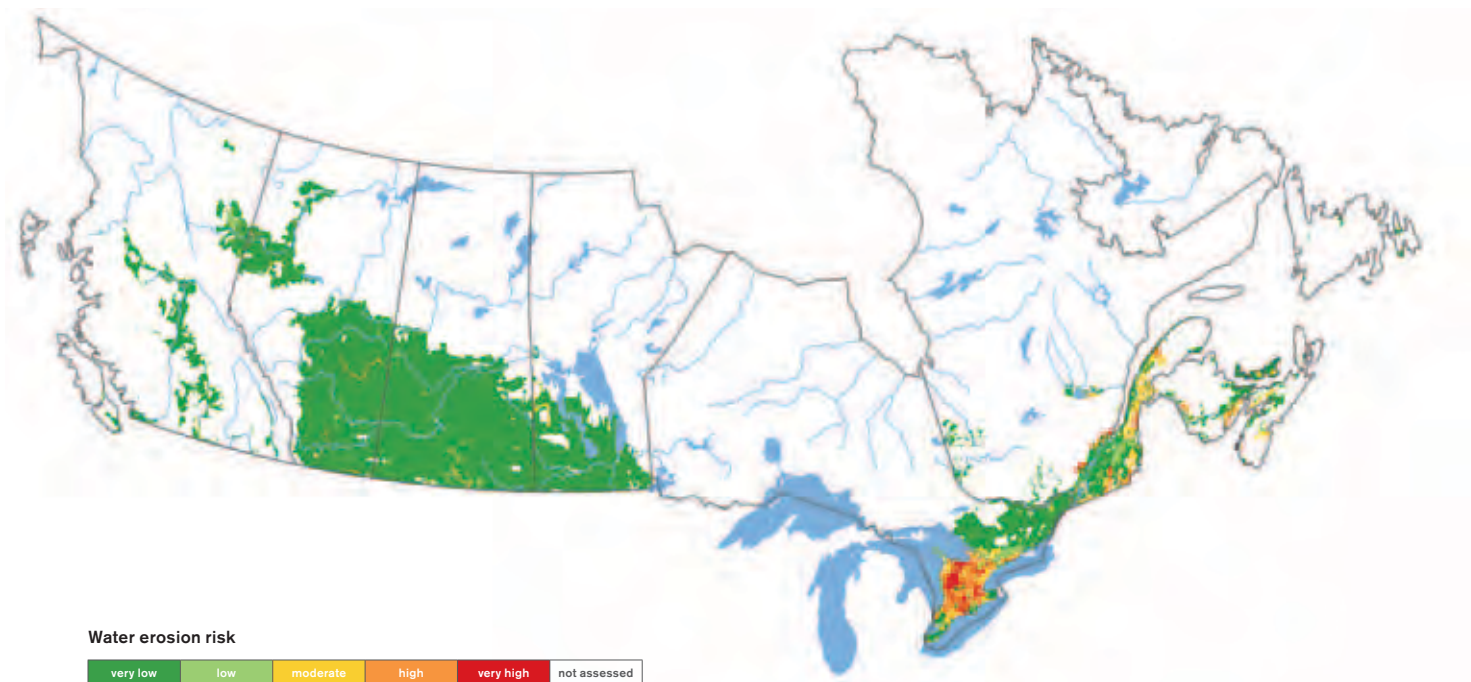 Water erosion risk
very low low moderate high very high not assessed